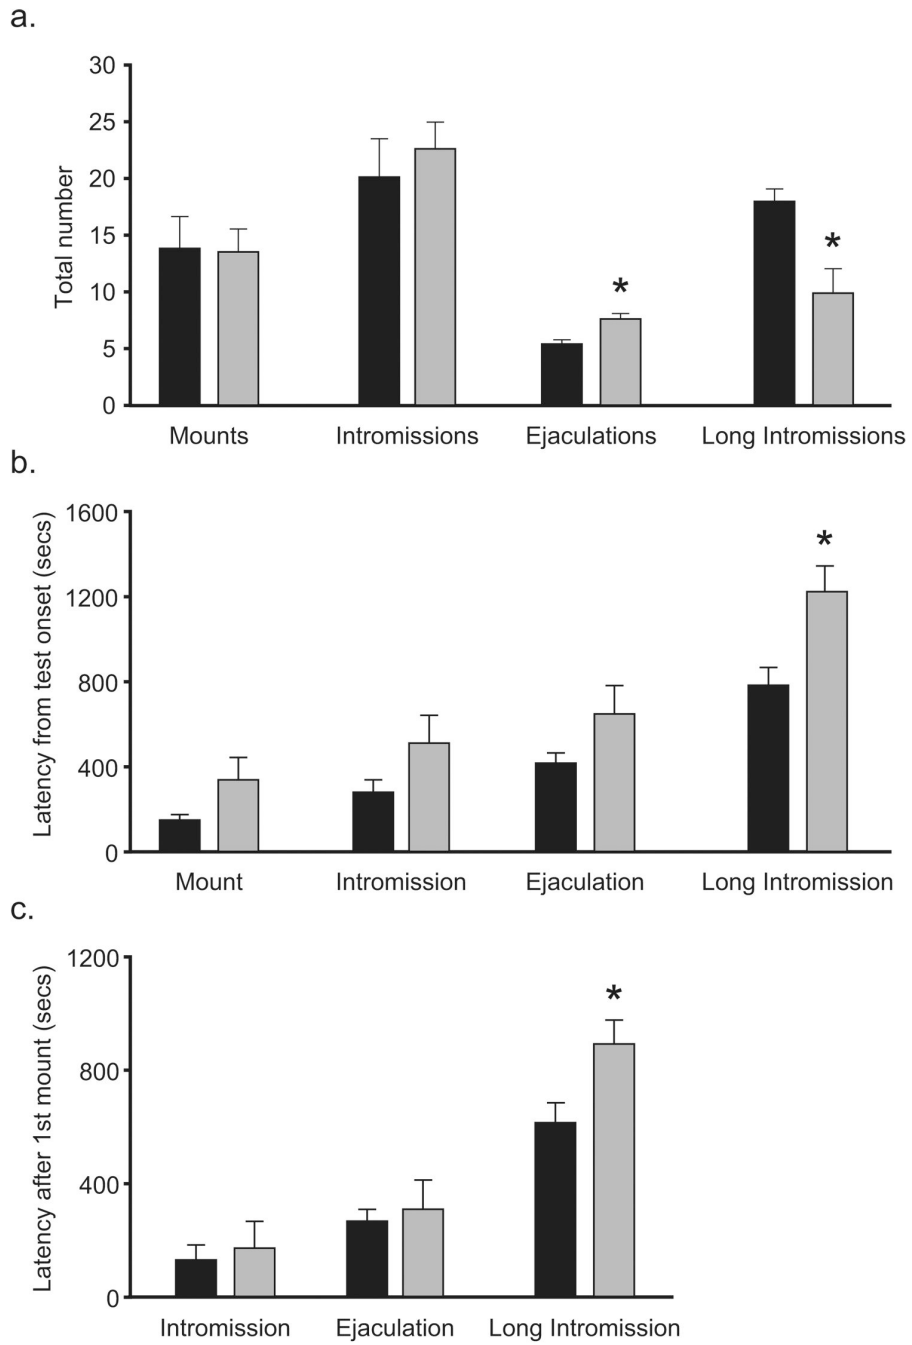 a.
Total number
30
25
20
15
10
5
0
*
*
Mounts Intromissions Ejaculations Long Intromissions
b.
Latency from test onset (secs)
1600
1200
800
400
0
*
Mount Intromission Ejaculation Long Intromission
c.
Latency after 1st mount (secs)
1200
800
400
0
*
Intromission Ejaculation Long Intromission